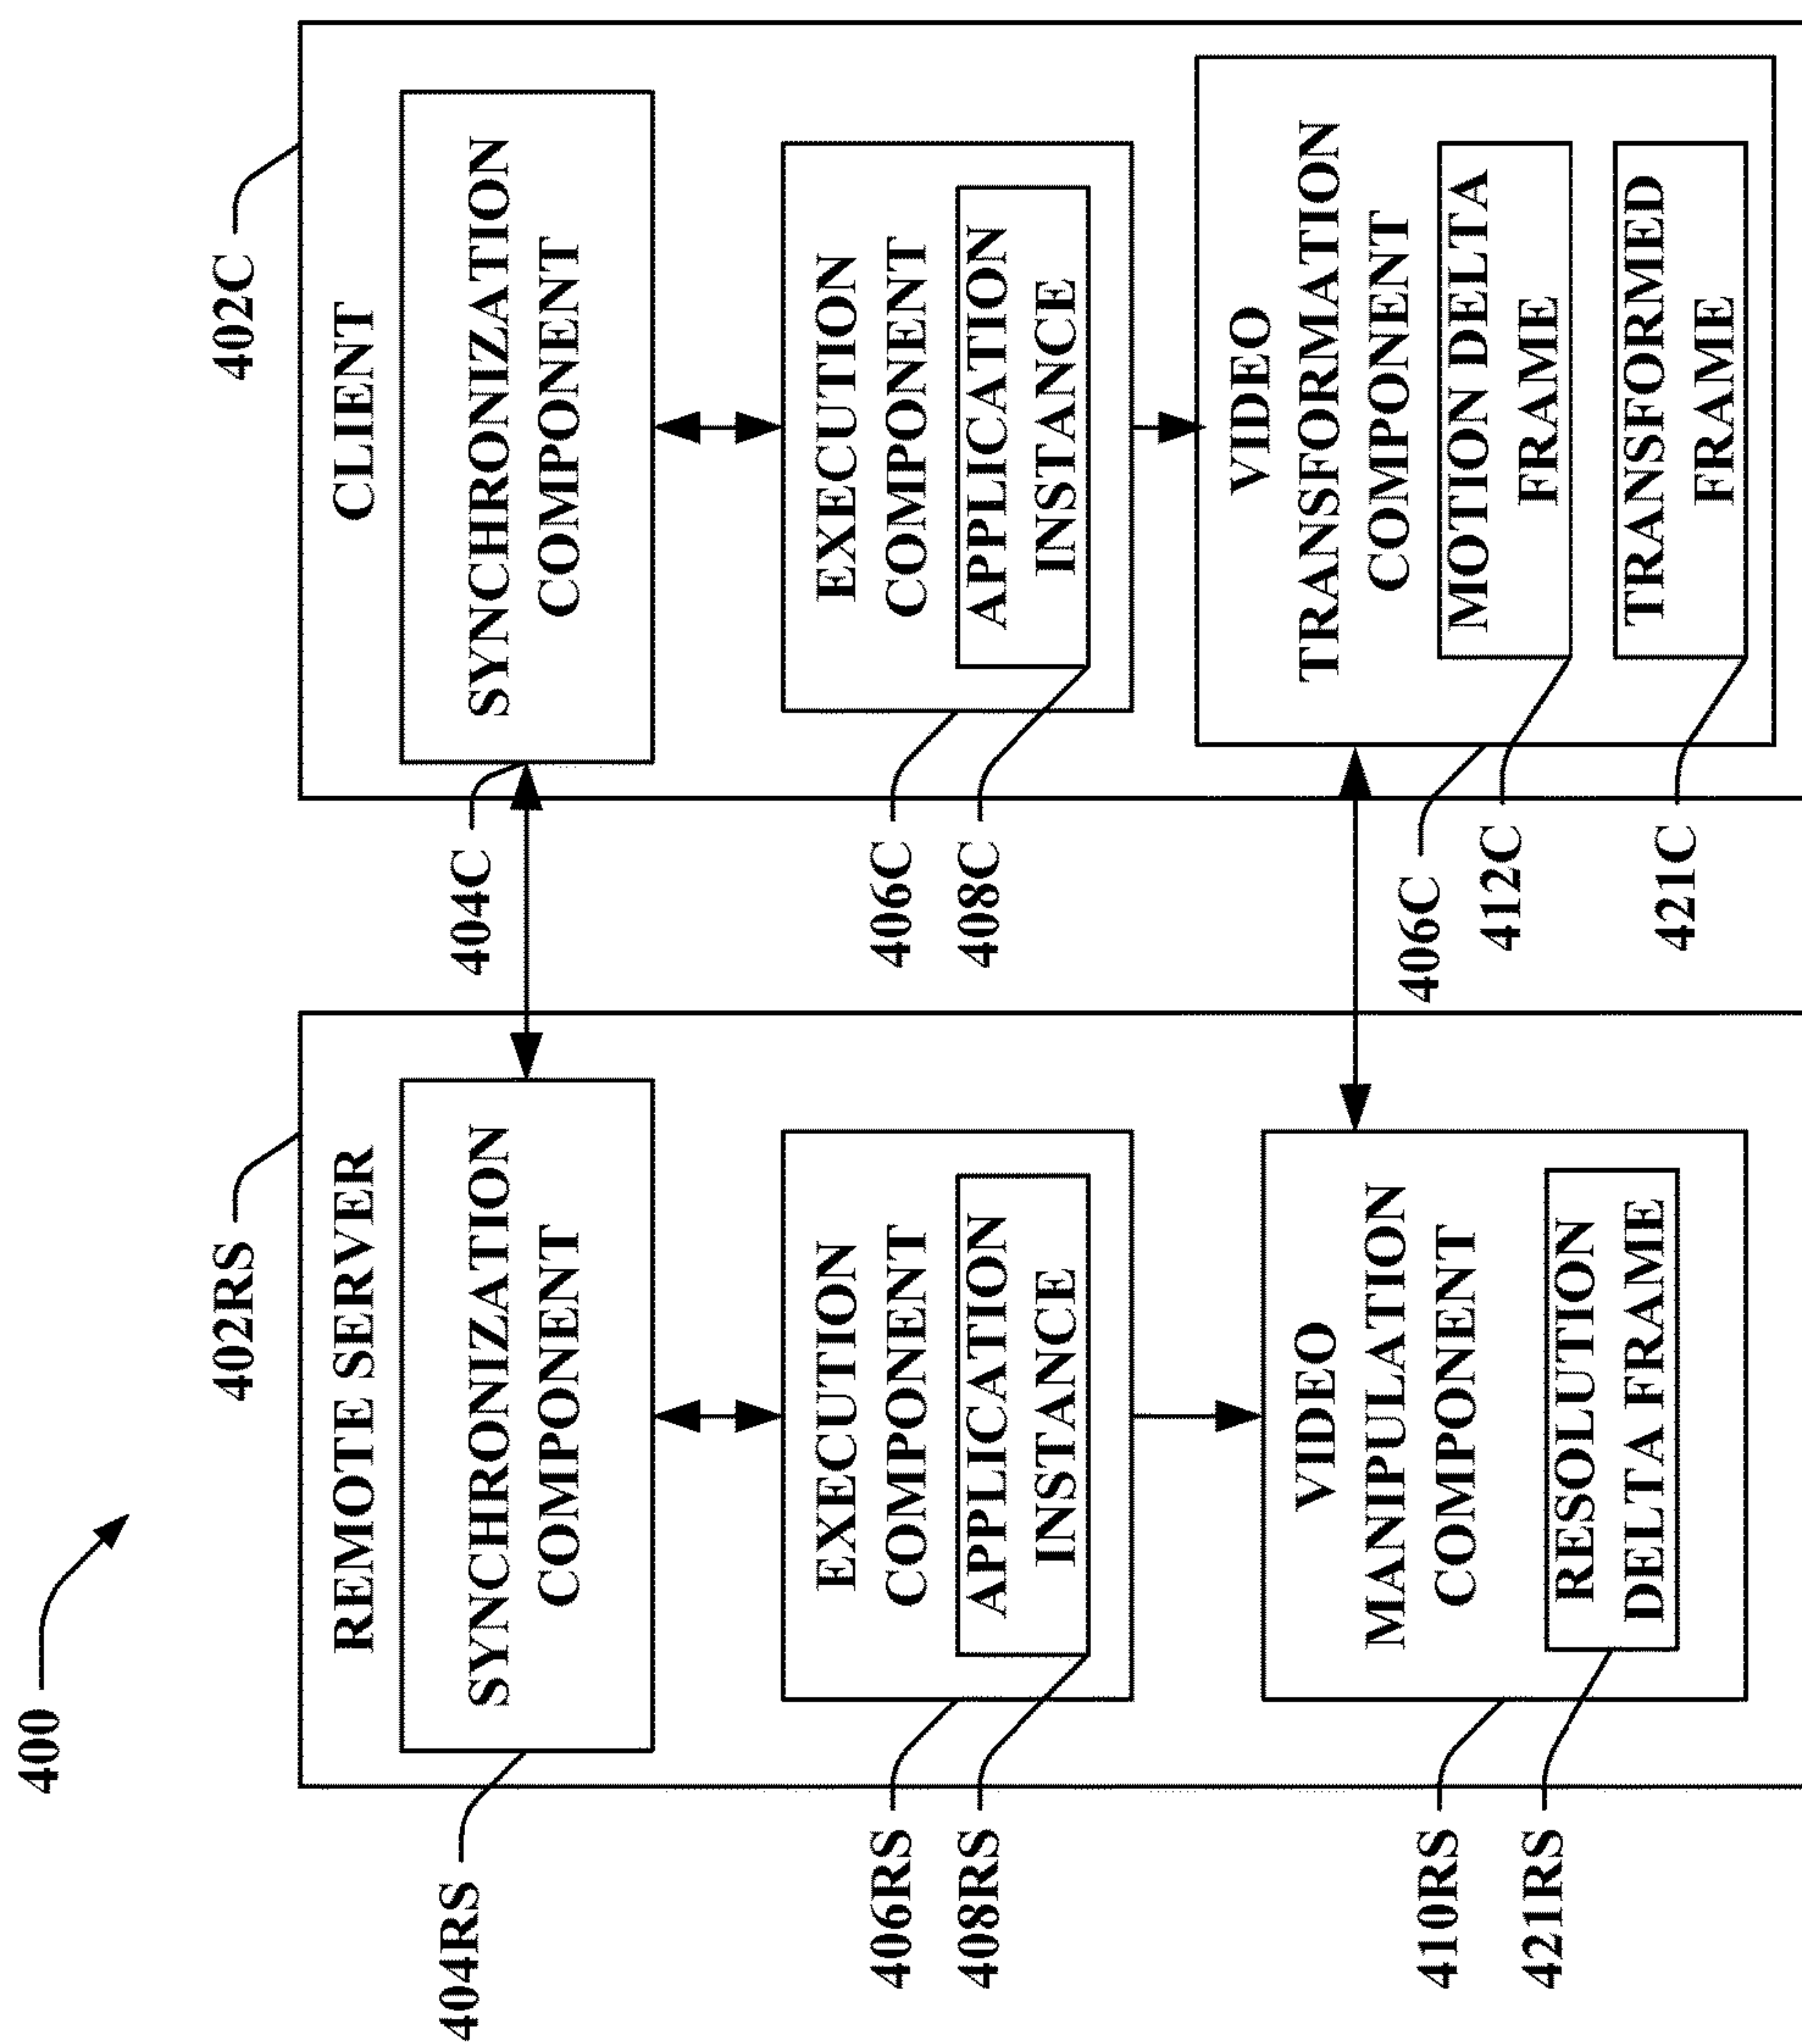 400
402RS
REMOTE SERVER
SYNCHRONIZATION
COMPONENT
404RS
EXECUTION
COMPONENT
APPLICATION
INSTANCE
406RS
408RS
VIDEO
MANIPULATION
COMPONENT
RESOLUTION
DELTA FRAME
410RS
421RS
402C
CLIENT
SYNCHRONIZATION
COMPONENT
404C
EXECUTION
COMPONENT
APPLICATION
INSTANCE
406C
408C
VIDEO
TRANSFORMATION
COMPONENT
MOTION DELTA
FRAME
TRANSFORMED
FRAME
406C
412C
421C